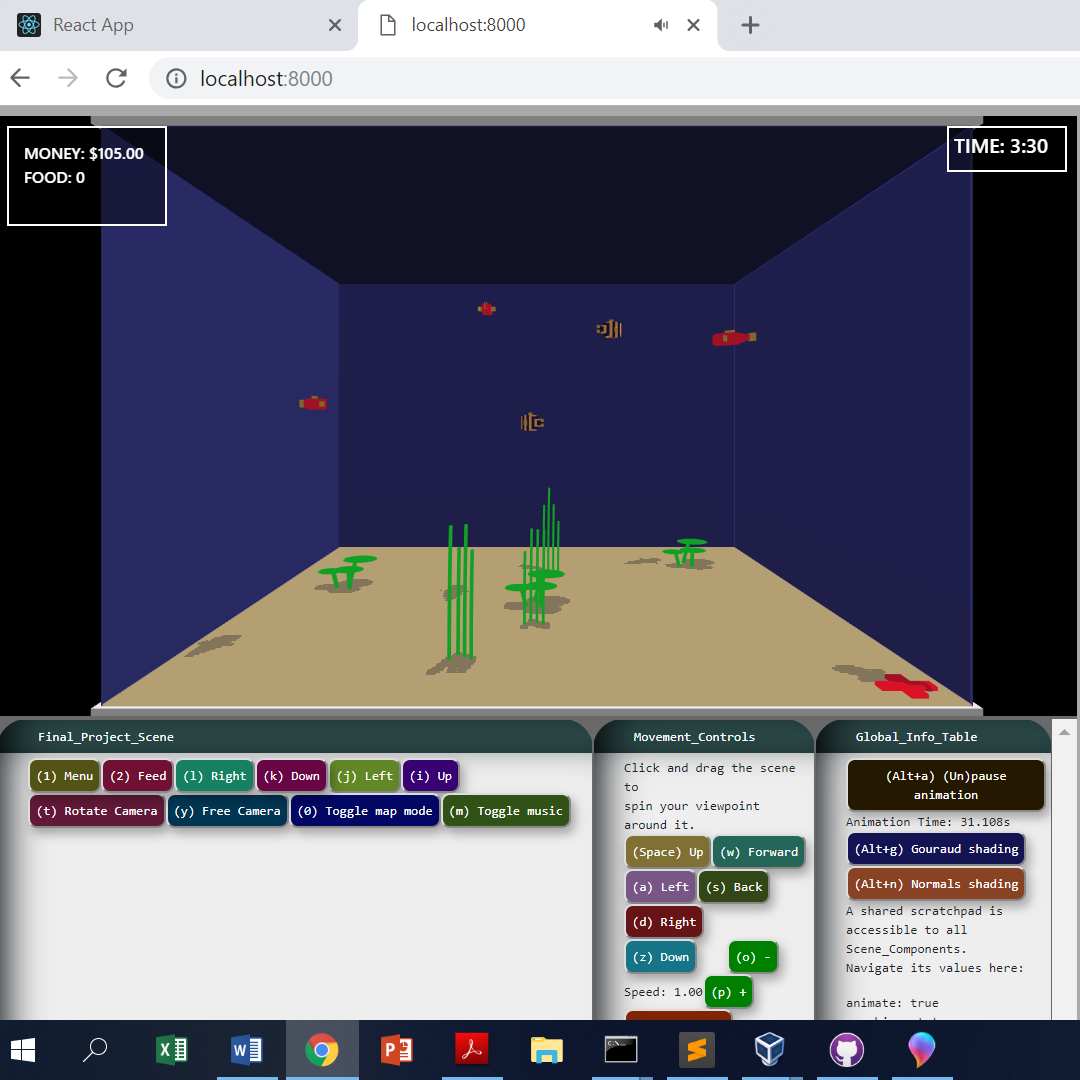 React App
localhost:8000
localhost:8000
MONEY: $105.00
FOOD: 0
TIME: 3:30
Final_Project_Scene
(1) Menu (2) Feed (l) Right (k) Down (j) Left (i) Up
(t) Rotate Camera (y) Free Camera (0) Toggle map mode (m) Toggle music
Movement_Controls
Click and drag the scene
to
spin your viewpoint
around it.
(Space) Up (w) Forward
(a) Left (s) Back
(d) Right
(z) Down (o) -
Speed: 1.00 (p) +
Global_Info_Table
(Alt+a) (Un)pause
animation
Animation Time: 31.108s
(Alt+g) Gouraud shading
(Alt+n) Normals shading
A shared scratchpad is
accessible to all
Scene_Components.
Navigate its values here:
animate: true